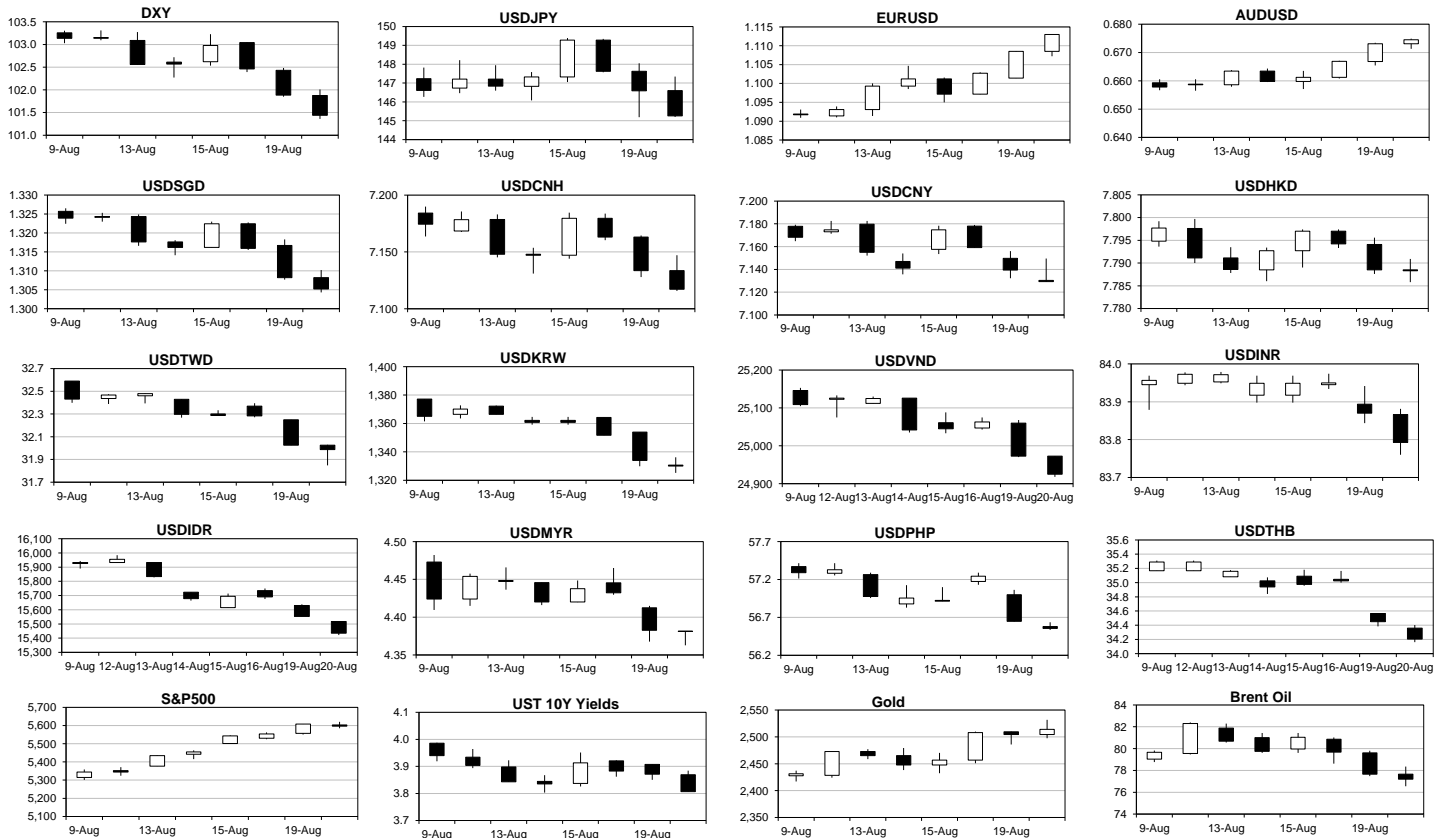 DXY
103.5
103.0
102.5
102.0
101.5
101.0
9-Aug 13-Aug 15-Aug 19-Aug
USDJPY
150
149
148
147
146
145
144
9-Aug 13-Aug 15-Aug 19-Aug
EURUSD
1.115
1.110
1.105
1.100
1.095
1.090
1.085
9-Aug 13-Aug 15-Aug 19-Aug
AUDUSD
0.680
0.670
0.660
0.650
0.640
9-Aug 13-Aug 15-Aug 19-Aug
USDSGD
1.330
1.325
1.320
1.315
1.310
1.305
1.300
9-Aug 13-Aug 15-Aug 19-Aug
USDCNH
7.200
7.150
7.100
9-Aug 13-Aug 15-Aug 19-Aug
USDCNY
7.200
7.180
7.160
7.140
7.120
7.100
9-Aug 13-Aug 15-Aug 19-Aug
USDHKD
7.805
7.800
7.795
7.790
7.785
7.780
9-Aug 13-Aug 15-Aug 19-Aug
USDTWD
32.7
32.5
32.3
32.1
31.9
31.7
9-Aug 13-Aug 15-Aug 19-Aug
USDKRW
1,400
1,380
1,360
1,340
1,320
9-Aug 13-Aug 15-Aug 19-Aug
USDVND
25,200
25,100
25,000
24,900
9-Aug 12-Aug 13-Aug 14-Aug 15-Aug 16-Aug 19-Aug 20-Aug
USDINR
84.0
83.9
83.8
83.7
9-Aug 13-Aug 15-Aug 19-Aug
USDIDR
16,100
16,000
15,900
15,800
15,700
15,600
15,500
15,400
15,300
9-Aug 12-Aug 13-Aug 14-Aug 15-Aug 16-Aug 19-Aug 20-Aug
USDMYR
4.50
4.45
4.40
4.35
9-Aug 13-Aug 15-Aug 19-Aug
USDPHP
57.7
57.2
56.7
56.2
9-Aug 13-Aug 15-Aug 19-Aug
USDTHB
35.6
35.4
35.2
35.0
34.8
34.6
34.4
34.2
34.0
9-Aug 12-Aug 13-Aug 14-Aug 15-Aug 16-Aug 19-Aug 20-Aug
S&P500
5,700
5,600
5,500
5,400
5,300
5,200
5,100
9-Aug 13-Aug 15-Aug 19-Aug
UST 10Y Yields
4.1
4.0
3.9
3.8
3.7
9-Aug 13-Aug 15-Aug 19-Aug
Gold
2,550
2,500
2,450
2,400
2,350
9-Aug 13-Aug 15-Aug 19-Aug
Brent Oil
84
82
80
78
76
74
9-Aug 13-Aug 15-Aug 19-Aug